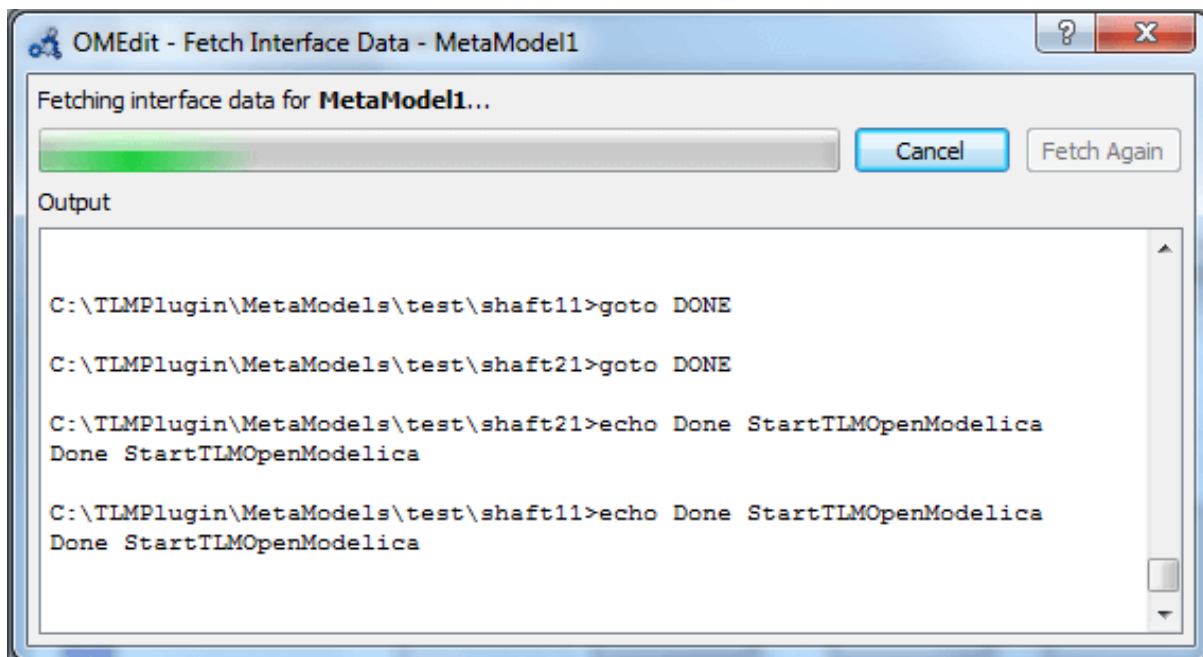 OMEdit - Fetch Interface Data - MetaModel1
?
X
Fetching interface data for MetaModel1...
Cancel
Fetch Again
Output
C:\TLMPlugin\MetaModels\test\shaft11>goto DONE
C:\TLMPlugin\MetaModels\test\shaft21>goto DONE
C:\TLMPlugin\MetaModels\test\shaft21>echo Done StartTLMOpenModelica
Done StartTLMOpenModelica
C:\TLMPlugin\MetaModels\test\shaft11>echo Done StartTLMOpenModelica
Done StartTLMOpenModelica